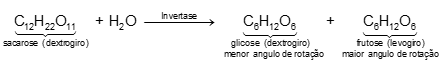 C₁₂H₂₂O₁₁ + H₂O Invertase C₆H₁₂O₆ + C₆H₁₂O₆
sacarose (dextrogiro) glicose (dextrogiro) frutose (levogiro)
menor angulo de rotação maior angulo de rotação